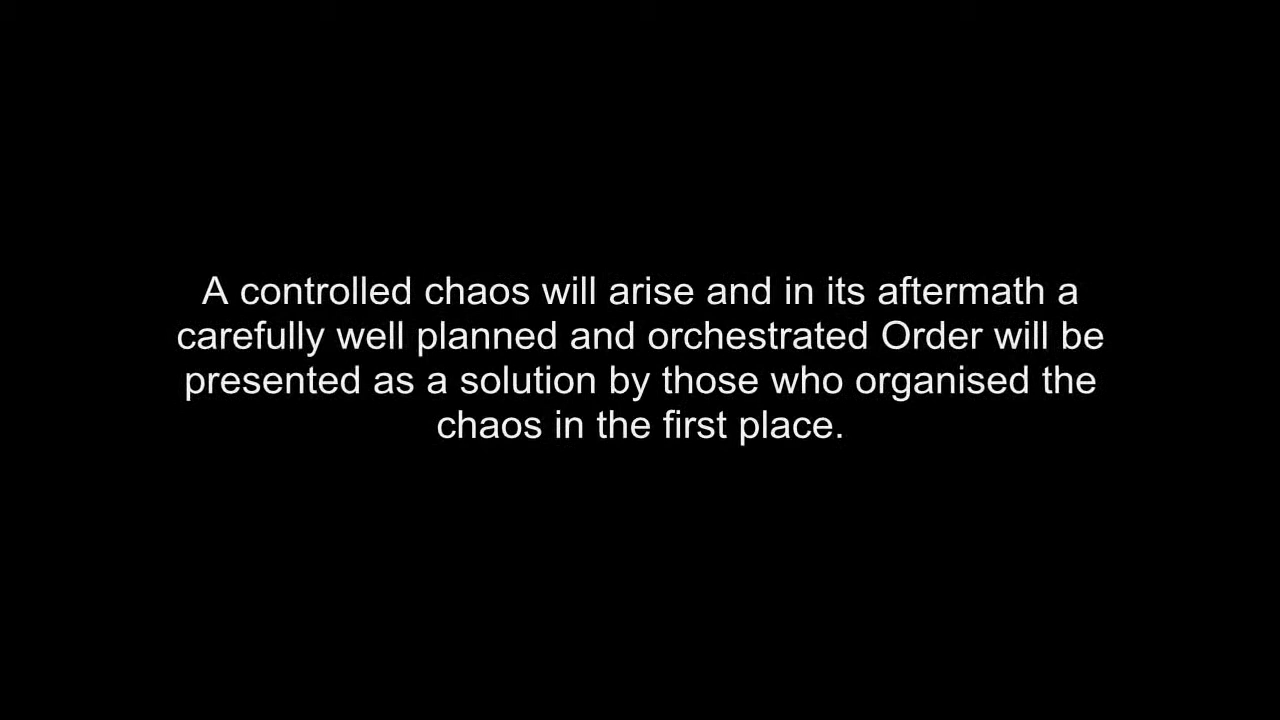 A controlled chaos will arise and in its aftermath a
carefully well planned and orchestrated Order will be
presented as a solution by those who organised the
chaos in the first place.